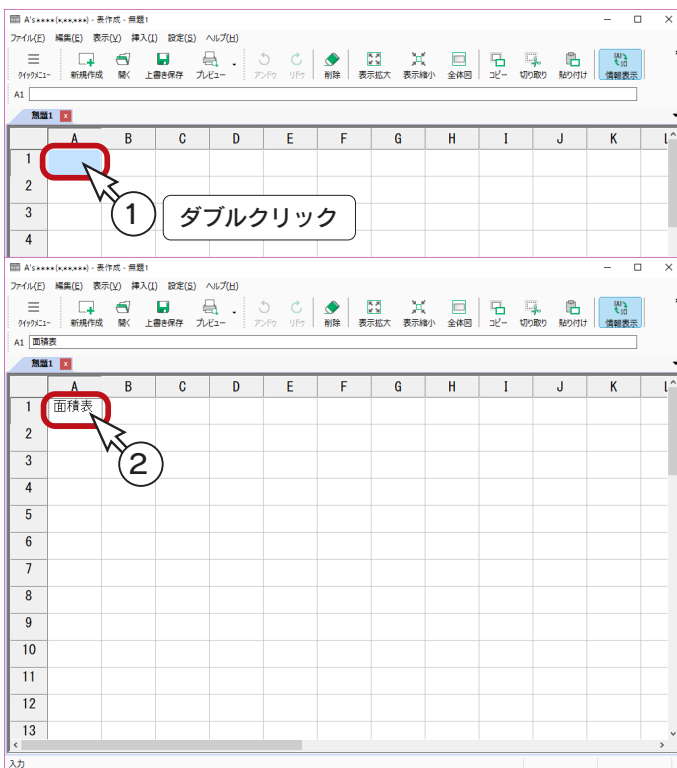 A's****(*,**,***) - 表作成 - 無題1
ファイル(F) 編集(E) 表示(V) 挿入(I) 設定(S) ヘルプ(H)
クイックメニュー 新規作成 開く 上書き保存 プレビュー アンドウ リドウ 削除 表示拡大 表示縮小 全体図 コピー 切り取り 貼り付け 情報表示
A1
無題1
A B C D E F G H I J K L
1
2
① ダブルクリック
3
4
A's****(*,**,***) - 表作成 - 無題1
ファイル(F) 編集(E) 表示(V) 挿入(I) 設定(S) ヘルプ(H)
クイックメニュー 新規作成 開く 上書き保存 プレビュー アンドウ リドウ 削除 表示拡大 表示縮小 全体図 コピー 切り取り 貼り付け 情報表示
A1 面積表
無題1
A B C D E F G H I J K L
1 面積表
2
②
3
4
5
6
7
8
9
10
11
12
13
入力